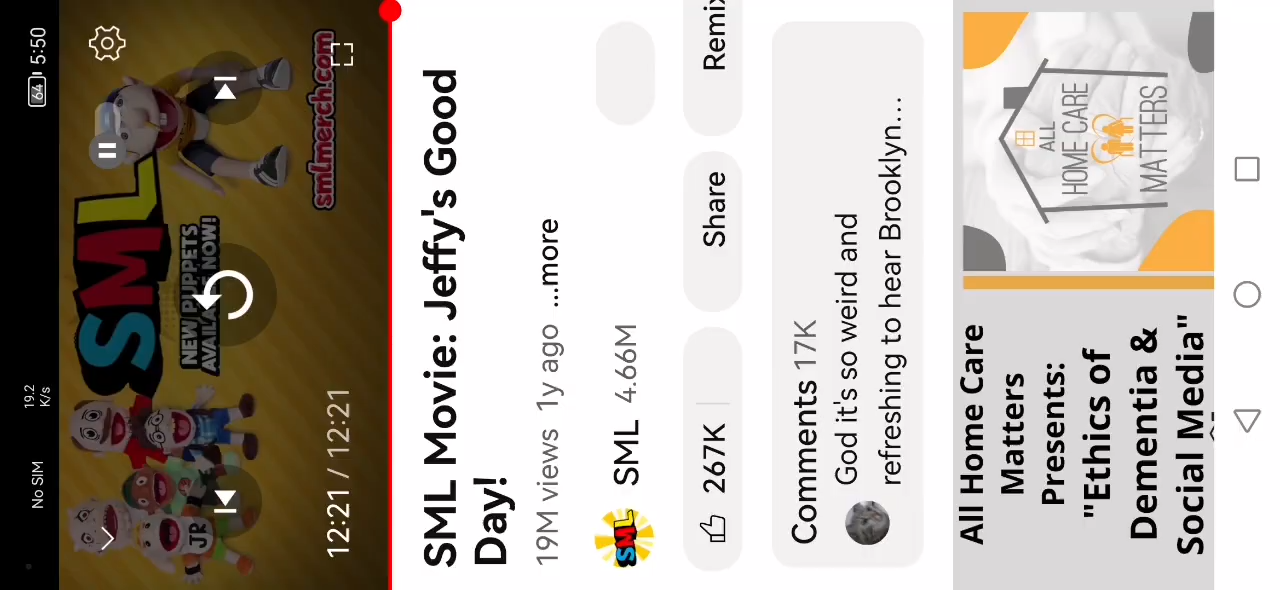 No SIM
19.2
K/s
64
5:50
SML
NEW PUPPETS
AVAILABLE NOW!
smlmerch.com
JR
12:21 / 12:21
SML Movie: Jeffy's Good
Day!
19M views 1y ago ...more
SML
SML 4.66M
267K
Share
Remix
Comments 17K
God it's so weird and
refreshing to hear Brooklyn...
All Home Care
Matters
Presents:
"Ethics of
Dementia &
Social Media"
ALL
HOME CARE
MATTERS